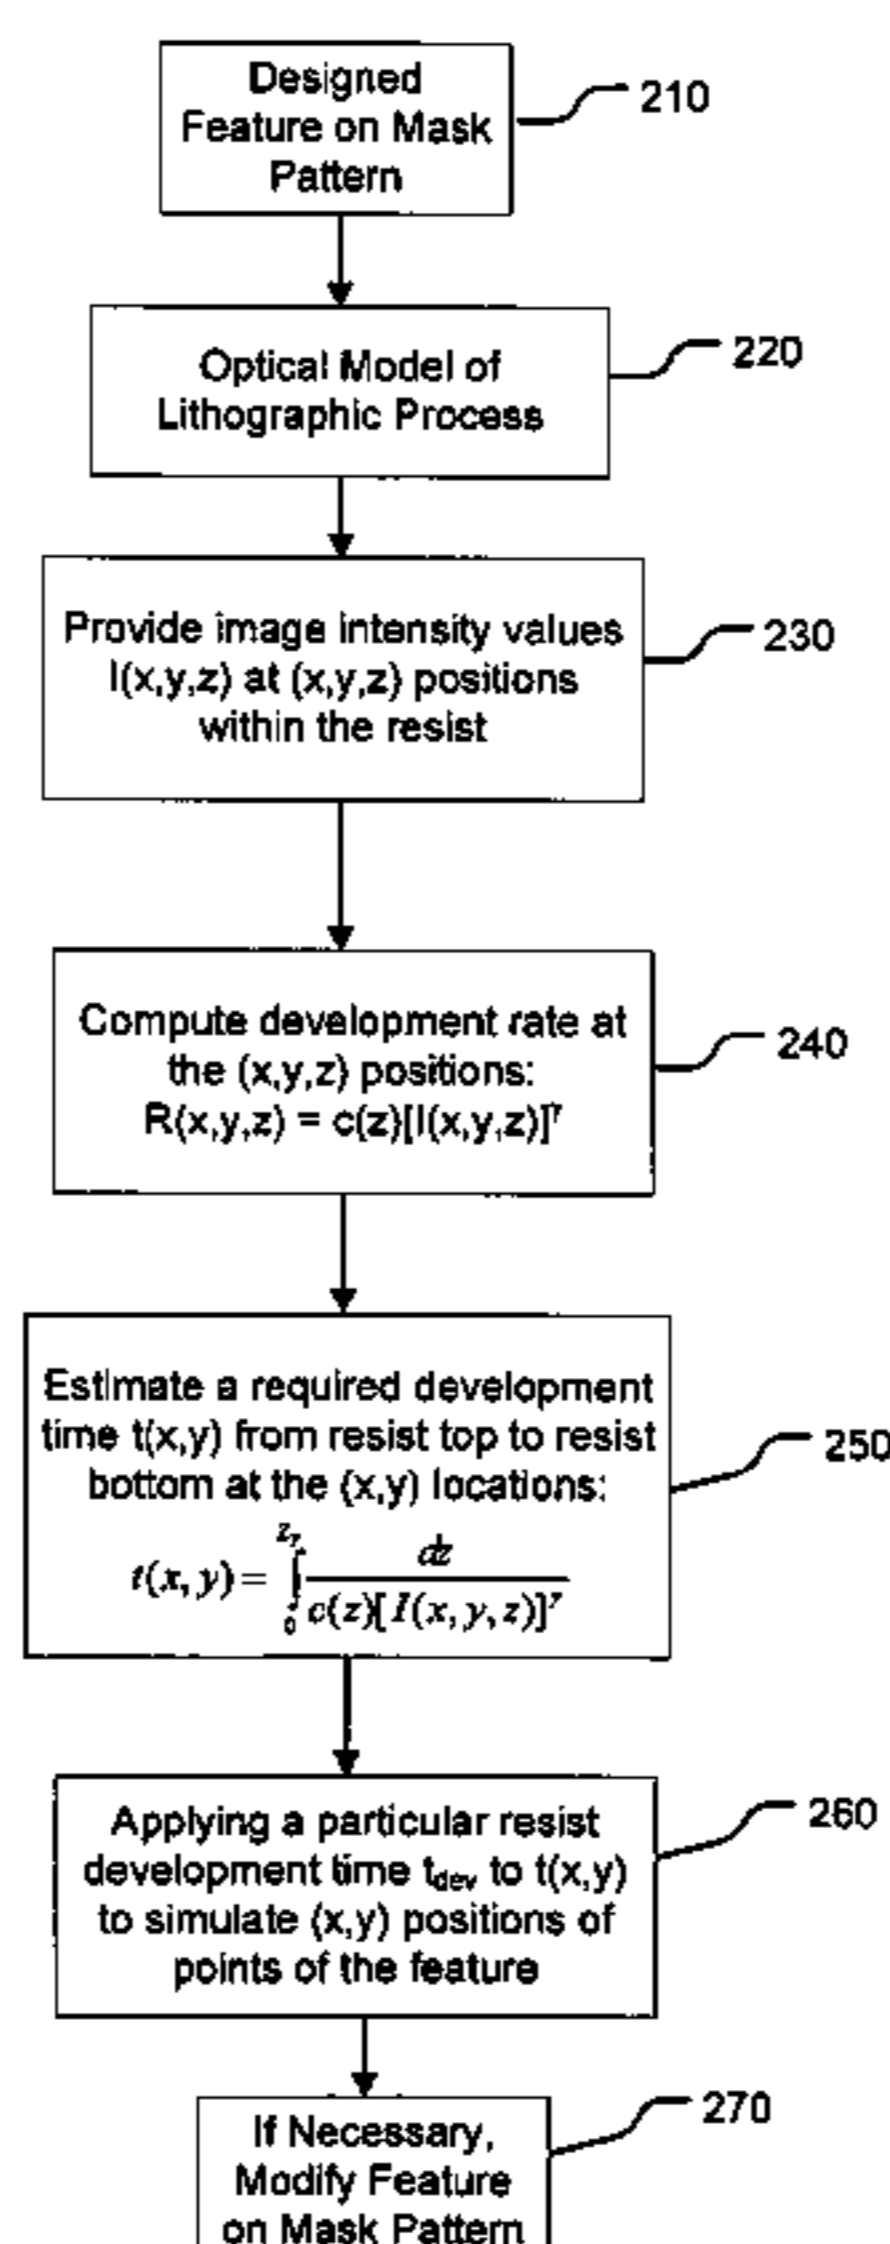 Designed
Feature on Mask
Pattern
210
Optical Model of
Lithographic Process
220
Provide image intensity values
I(x,y,z) at (x,y,z) positions
within the resist
230
Compute development rate at
the (x,y,z) positions:
R(x,y,z) = c(z)[I(x,y,z)]^γ
240
Estimate a required development
time t(x,y) from resist top to resist
bottom at the (x,y) locations:
t(x, y) = ∫_0^{z_r} dz / c(z)[I(x, y, z)]^γ
250
Applying a particular resist
development time t_dev to t(x,y)
to simulate (x,y) positions of
points of the feature
260
If Necessary,
Modify Feature
on Mask Pattern
270